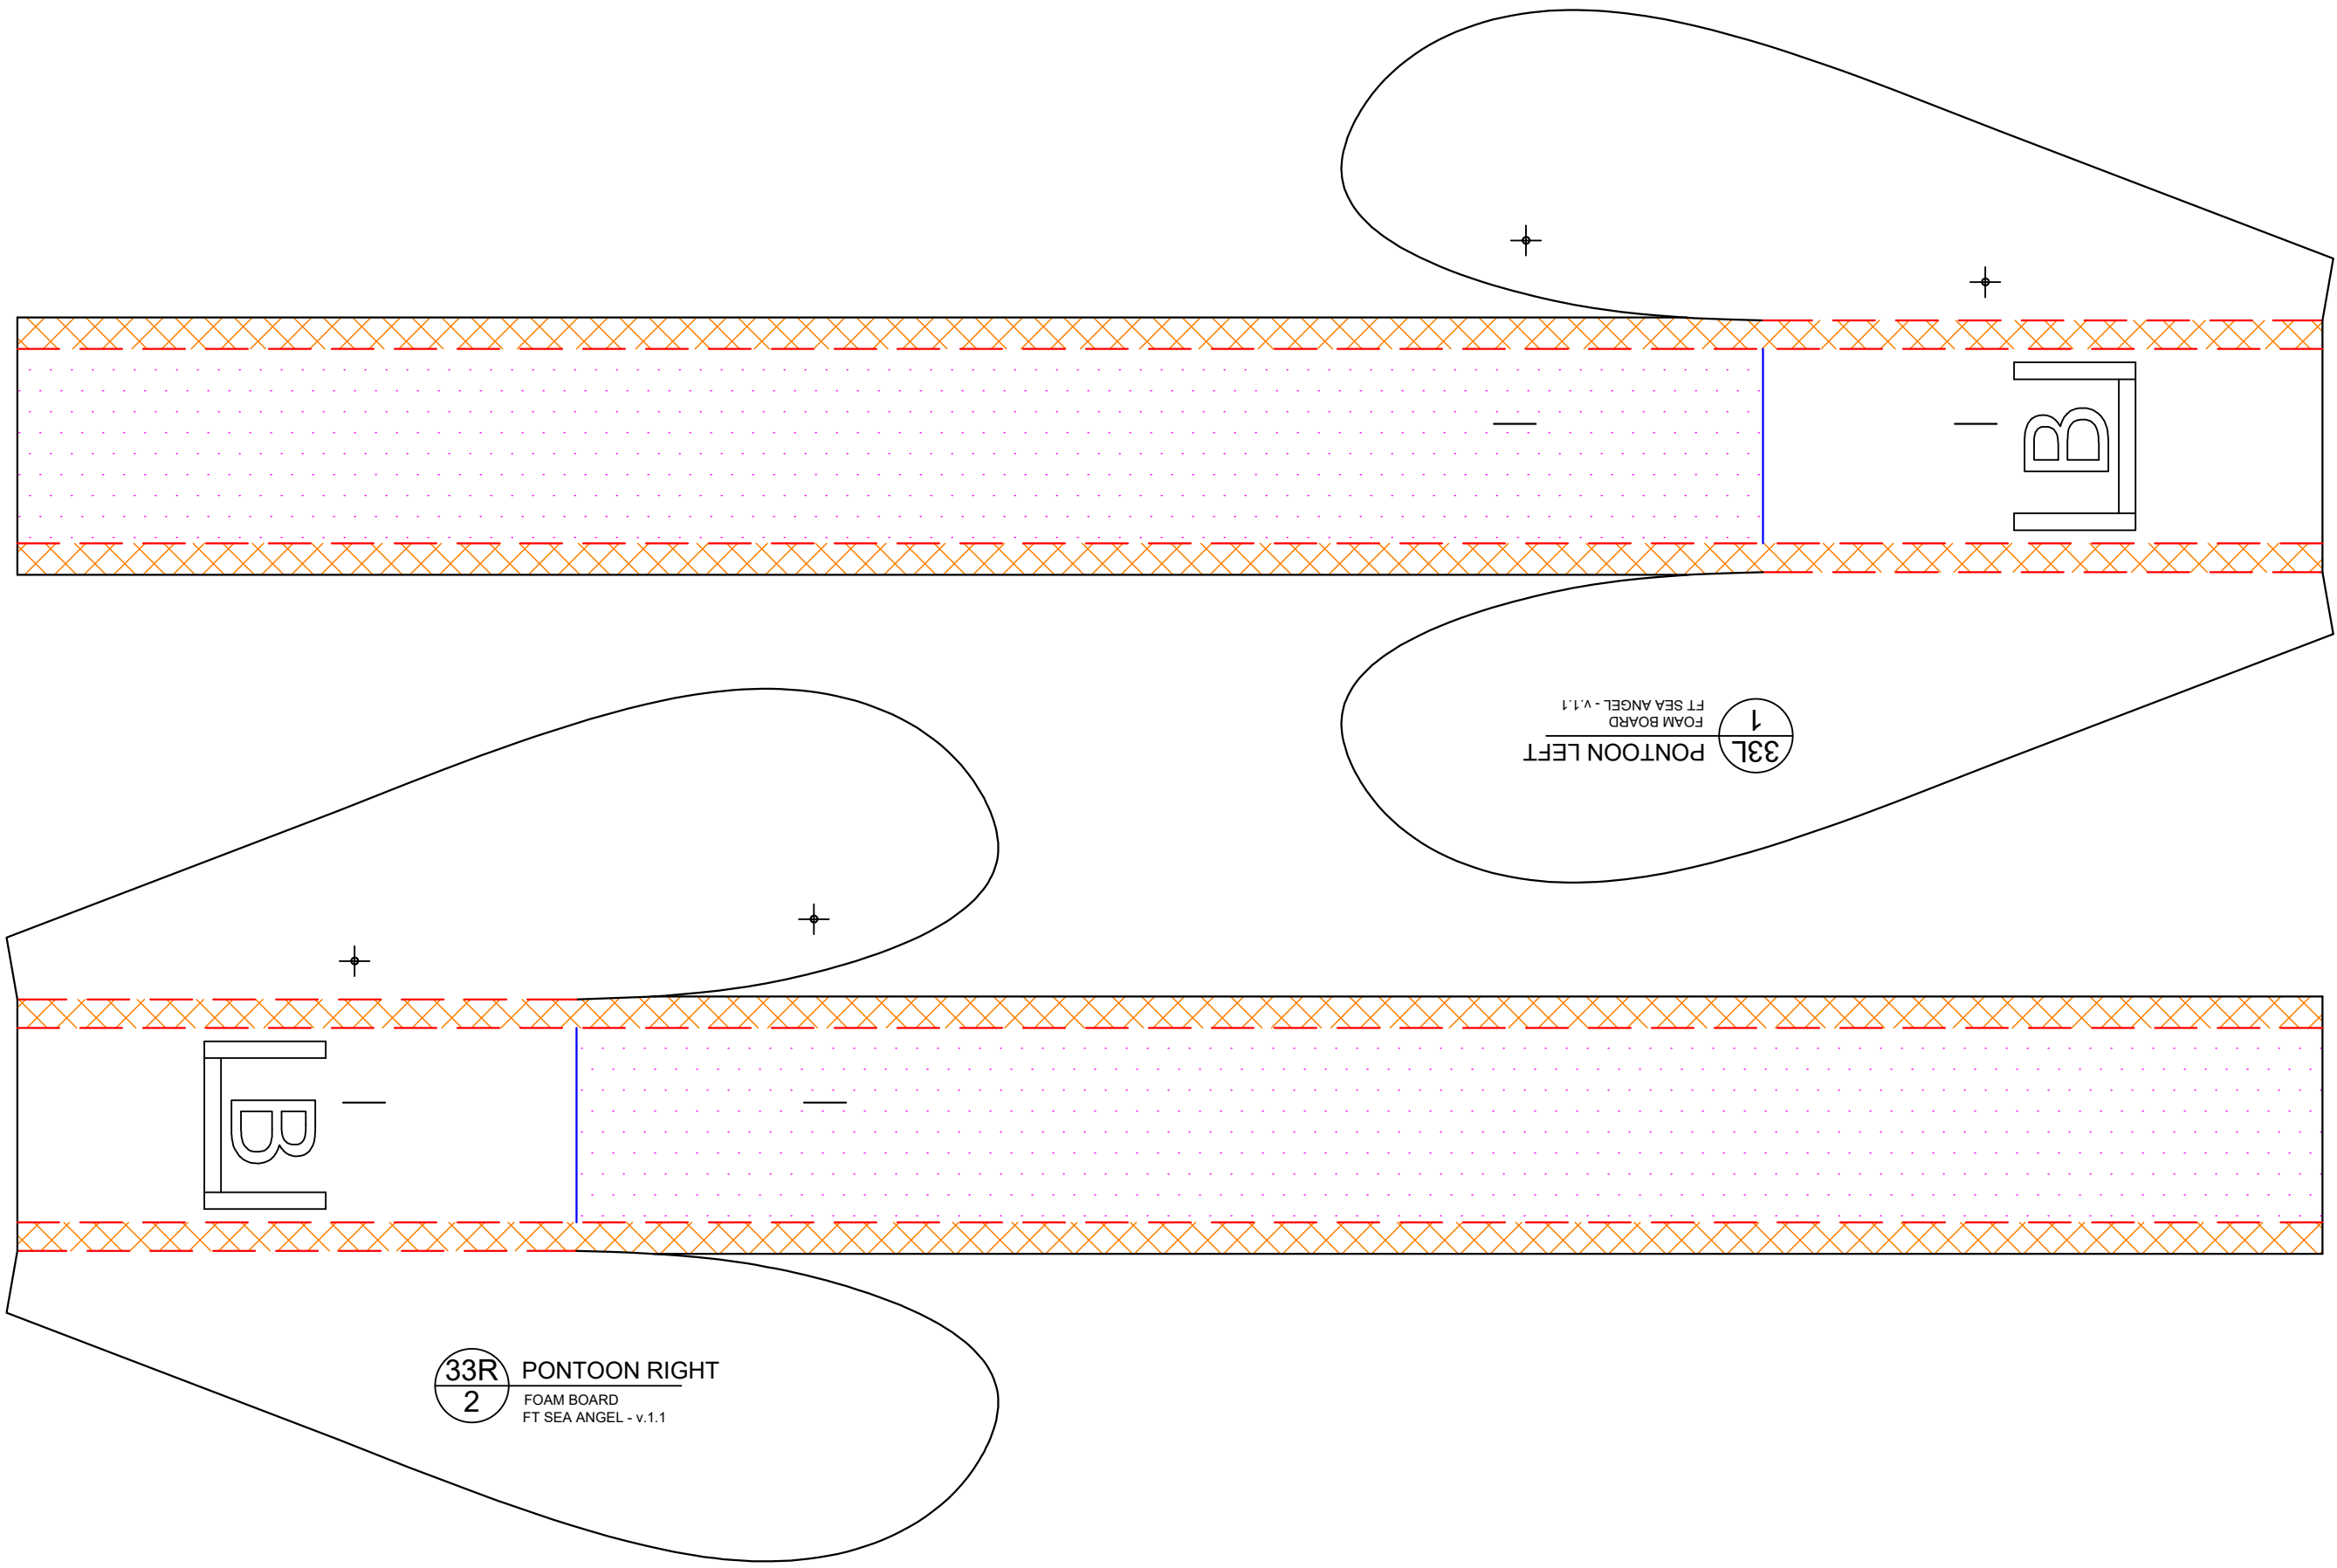 B
33L
1
PONTOON LEFT
FOAM BOARD
FT SEA ANGEL - v.1.1
B
33R
2
PONTOON RIGHT
FOAM BOARD
FT SEA ANGEL - v.1.1